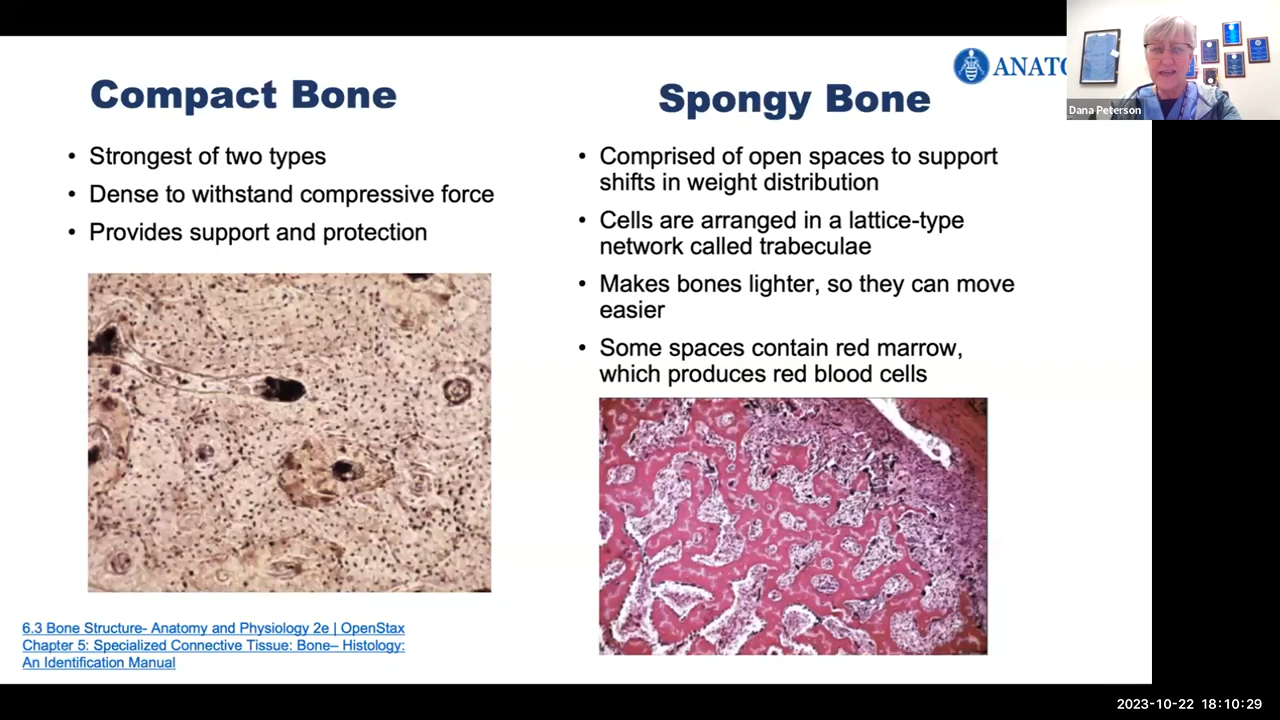 Compact Bone
• Strongest of two types
• Dense to withstand compressive force
• Provides support and protection
6.3 Bone Structure- Anatomy and Physiology 2e | OpenStax
Chapter 5: Specialized Connective Tissue: Bone– Histology:
An Identification Manual
Spongy Bone
• Comprised of open spaces to support
shifts in weight distribution
• Cells are arranged in a lattice-type
network called trabeculae
• Makes bones lighter, so they can move
easier
• Some spaces contain red marrow,
which produces red blood cells
ANATO
Dana Peterson
2023-10-22 18:10:29